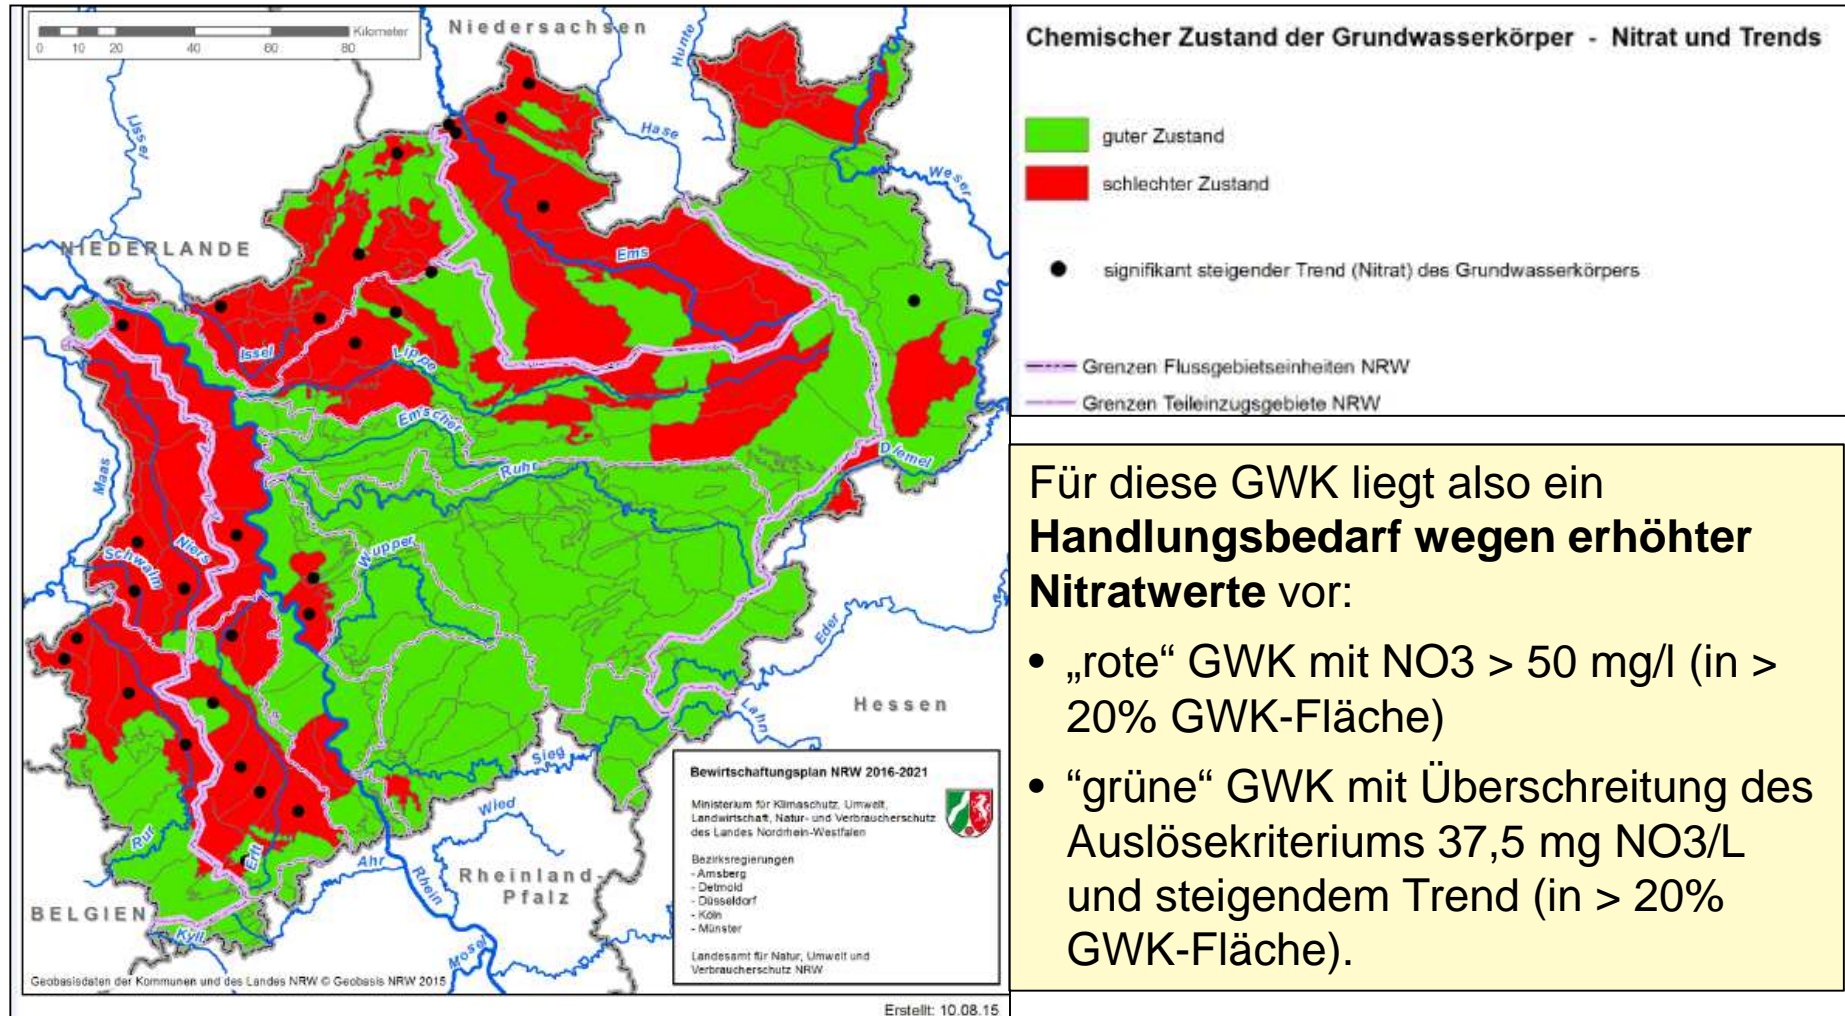 Kilometer
0 10 20 40 60 80
Niedersachsen
Hunte
IJssel
Hase
Weser
NIEDERLANDE
Ems
Issel
Lippe
Emscher
Ruhr
Diemel
Maas
Schwalm
Niers
Wupper
Eder
Hessen
Lahn
Sieg
Wied
Rur
Erft
Ahr
Rhein
Rheinland-
Pfalz
BELGIEN
Kyll
Mosel
Bewirtschaftungsplan NRW 2016-2021
Ministerium für Klimaschutz, Umwelt,
Landwirtschaft, Natur- und Verbraucherschutz
des Landes Nordrhein-Westfalen
Bezirksregierungen
- Arnsberg
- Detmold
- Düsseldorf
- Köln
- Münster
Landesamt für Natur, Umwelt und
Verbraucherschutz NRW
Geobasisdaten der Kommunen und des Landes NRW © Geobasis NRW 2015
Erstellt: 10.08.15
Chemischer Zustand der Grundwasserkörper - Nitrat und Trends
guter Zustand
schlechter Zustand
signifikant steigender Trend (Nitrat) des Grundwasserkörpers
Grenzen Flussgebietseinheiten NRW
Grenzen Teileinzugsgebiete NRW
Für diese GWK liegt also ein
Handlungsbedarf wegen erhöhter
Nitratwerte vor:
• „rote“ GWK mit NO3 > 50 mg/l (in >
20% GWK-Fläche)
• “grüne“ GWK mit Überschreitung des
Auslösekriteriums 37,5 mg NO3/L
und steigendem Trend (in > 20%
GWK-Fläche).